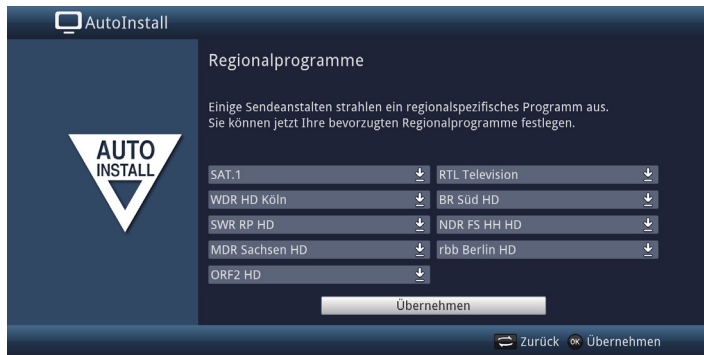 AutoInstall
Regionalprogramme
Einige Sendeanstalten strahlen ein regionalspezifisches Programm aus.
Sie können jetzt Ihre bevorzugten Regionalprogramme festlegen.
AUTO
INSTALL
SAT.1
RTL Television
WDR HD Köln
BR Süd HD
SWR RP HD
NDR FS HH HD
MDR Sachsen HD
rbb Berlin HD
ORF2 HD
Übernehmen
Zurück OK Übernehmen